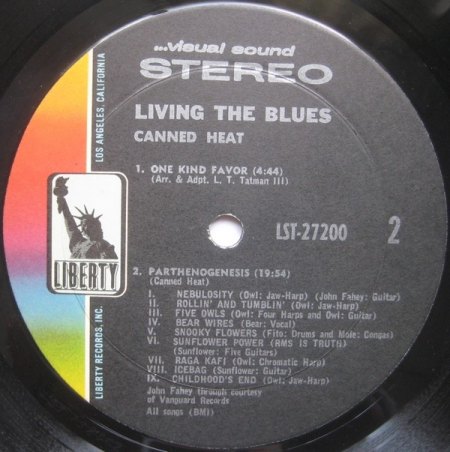 ...visual sound
STEREO
LIVING THE BLUES
CANNED HEAT
1. ONE KIND FAVOR (4:44)
(Arr. & Adpt. L. T. Tatman III)
LST-27200
2
2. PARTHENOGENESIS (19:54)
(Canned Heat)
I. NEBULOSITY (Owl: Jaw-Harp) (John Fahey: Guitar)
II. ROLLIN' AND TUMBLIN' (Owl: Jaw-Harp)
III. FIVE OWLS (Owl: Four Harps and Owl: Guitar)
IV. BEAR WIRES (Bear: Vocal)
V. SNOOKY FLOWERS (Fito: Drums and Mole: Congas)
VI. SUNFLOWER POWER (RMS IS TRUTH)
(Sunflower: Five Guitars)
VII. RAGA KAFI (Owl: Chromatic Harp)
VIII. ICEBAG (Sunflower: Guitar)
IX. CHILDHOOD'S END (Owl: Jaw-Harp)
John Fahey through courtesy
of Vanguard Records
All songs (BMI)
LIBERTY
LIBERTY RECORDS, INC.
LOS ANGELES, CALIFORNIA